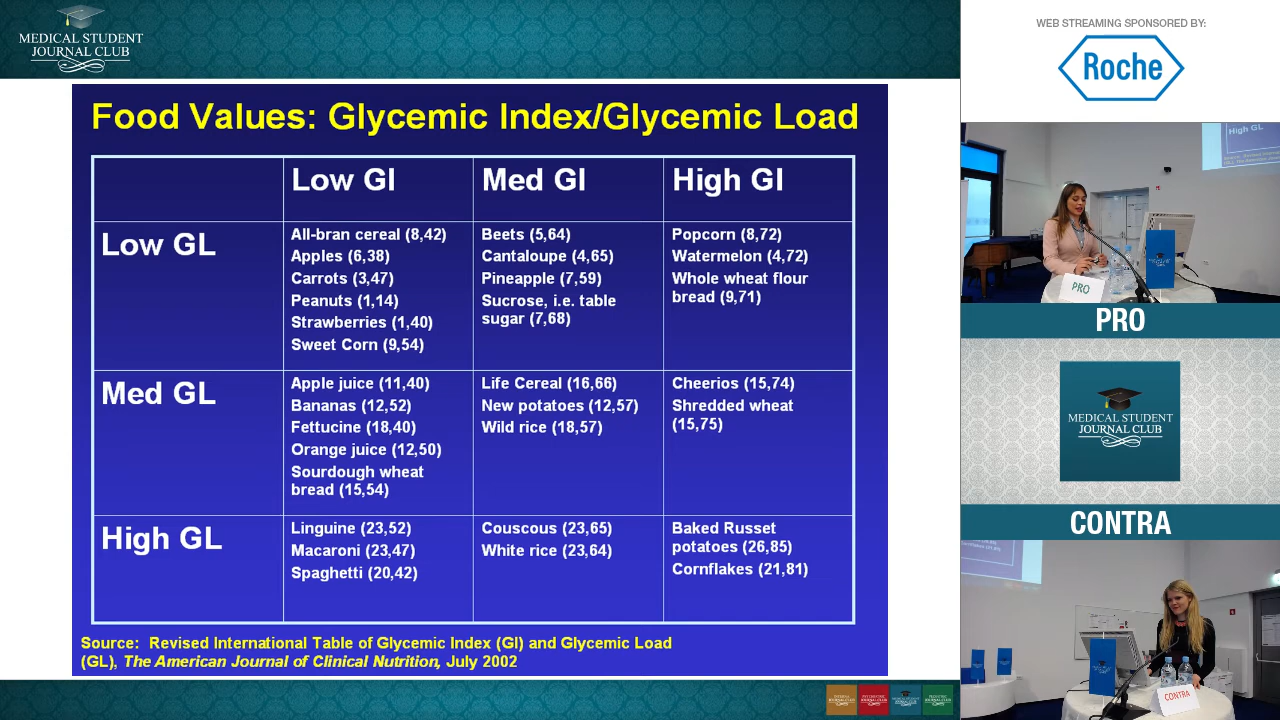 MEDICAL STUDENT
JOURNAL CLUB
Food Values: Glycemic Index/Glycemic Load
Low GI
Med GI
High GI
Low GL
All-bran cereal (8,42)
Apples (6,38)
Carrots (3,47)
Peanuts (1,14)
Strawberries (1,40)
Sweet Corn (9,54)
Beets (5,64)
Cantaloupe (4,65)
Pineapple (7,59)
Sucrose, i.e. table
sugar (7,68)
Popcorn (8,72)
Watermelon (4,72)
Whole wheat flour
bread (9,71)
Med GL
Apple juice (11,40)
Bananas (12,52)
Fettucine (18,40)
Orange juice (12,50)
Sourdough wheat
bread (15,54)
Life Cereal (16,66)
New potatoes (12,57)
Wild rice (18,57)
Cheerios (15,74)
Shredded wheat
(15,75)
High GL
Linguine (23,52)
Macaroni (23,47)
Spaghetti (20,42)
Couscous (23,65)
White rice (23,64)
Baked Russet
potatoes (26,85)
Cornflakes (21,81)
Source: Revised International Table of Glycemic Index (GI) and Glycemic Load
(GL), The American Journal of Clinical Nutrition, July 2002
WEB STREAMING SPONSORED BY:
Roche
High GL
PRO
PRO
MEDICAL STUDENT
JOURNAL CLUB
CONTRA
CONTRA